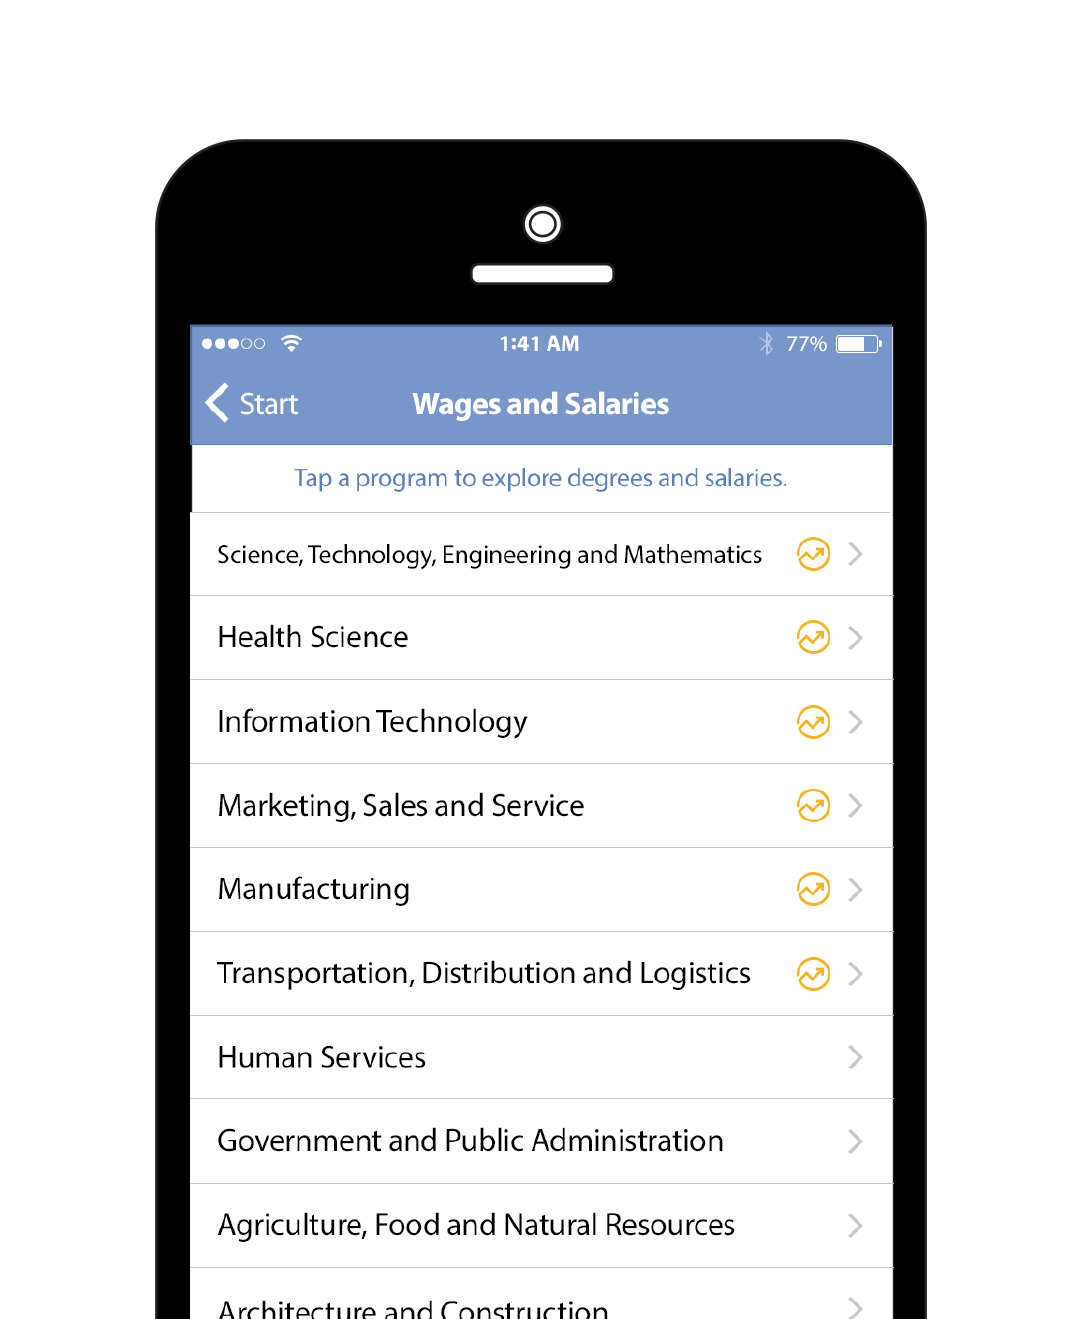 1:41 AM 77%
Start Wages and Salaries
Tap a program to explore degrees and salaries.
Science, Technology, Engineering and Mathematics
Health Science
Information Technology
Marketing, Sales and Service
Manufacturing
Transportation, Distribution and Logistics
Human Services
Government and Public Administration
Agriculture, Food and Natural Resources
Architecture and Construction